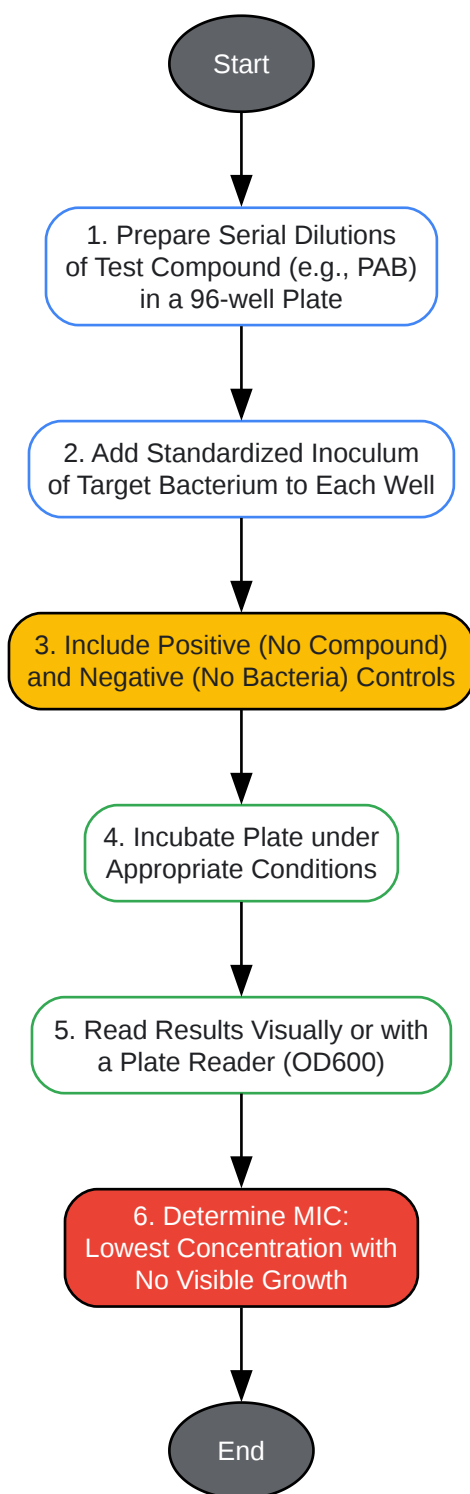 Start
1. Prepare Serial Dilutions
of Test Compound (e.g., PAB)
in a 96-well Plate
2. Add Standardized Inoculum
of Target Bacterium to Each Well
3. Include Positive (No Compound)
and Negative (No Bacteria) Controls
4. Incubate Plate under
Appropriate Conditions
5. Read Results Visually or with
a Plate Reader (OD600)
6. Determine MIC:
Lowest Concentration with
No Visible Growth
End